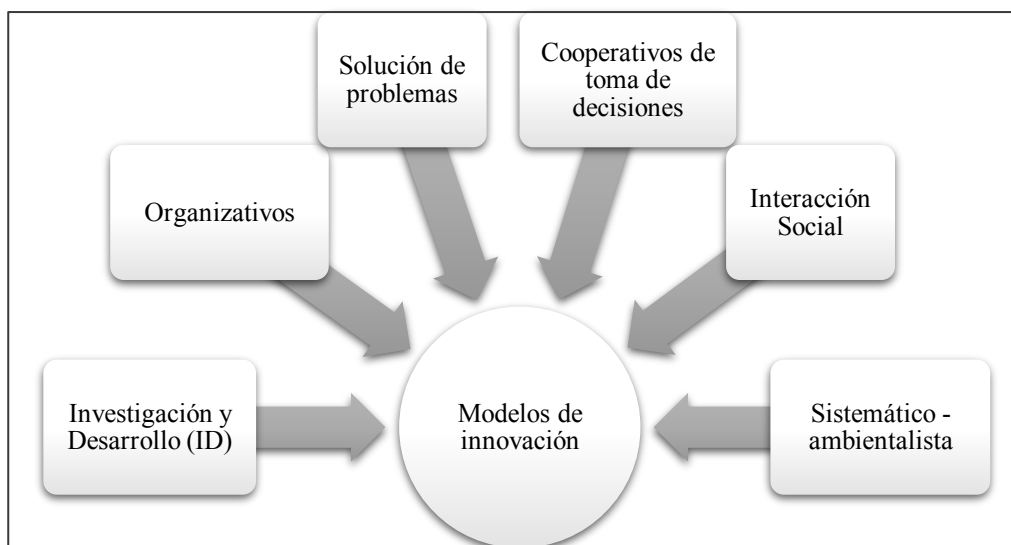 Solución de
problemas
Cooperativos de
toma de
decisiones
Organizativos
Interacción
Social
Investigación y
Desarrollo (ID)
Modelos de
innovación
Sistemático -
ambientalista